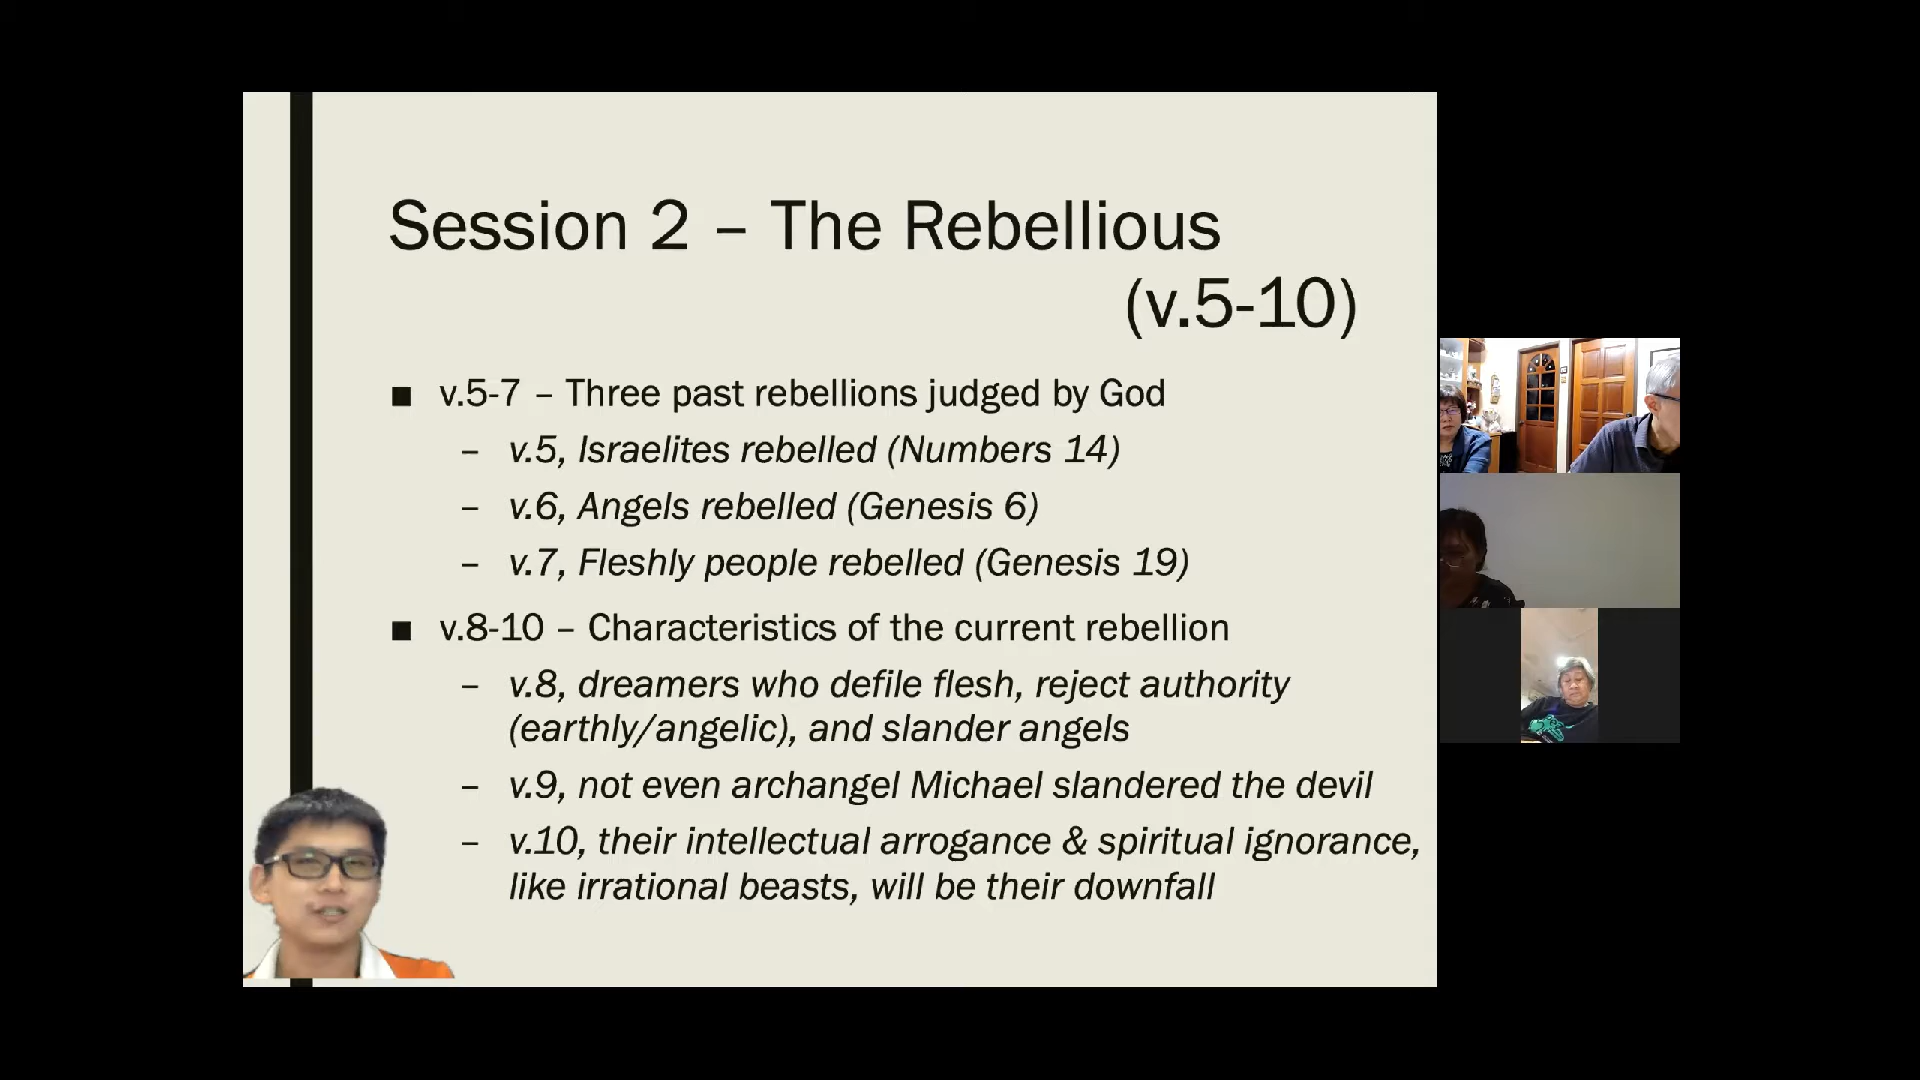 Session 2 – The Rebellious
(v.5-10)
■ v.5-7 – Three past rebellions judged by God
– v.5, Israelites rebelled (Numbers 14)
– v.6, Angels rebelled (Genesis 6)
– v.7, Fleshly people rebelled (Genesis 19)
■ v.8-10 – Characteristics of the current rebellion
– v.8, dreamers who defile flesh, reject authority
(earthly/angelic), and slander angels
– v.9, not even archangel Michael slandered the devil
– v.10, their intellectual arrogance & spiritual ignorance,
like irrational beasts, will be their downfall